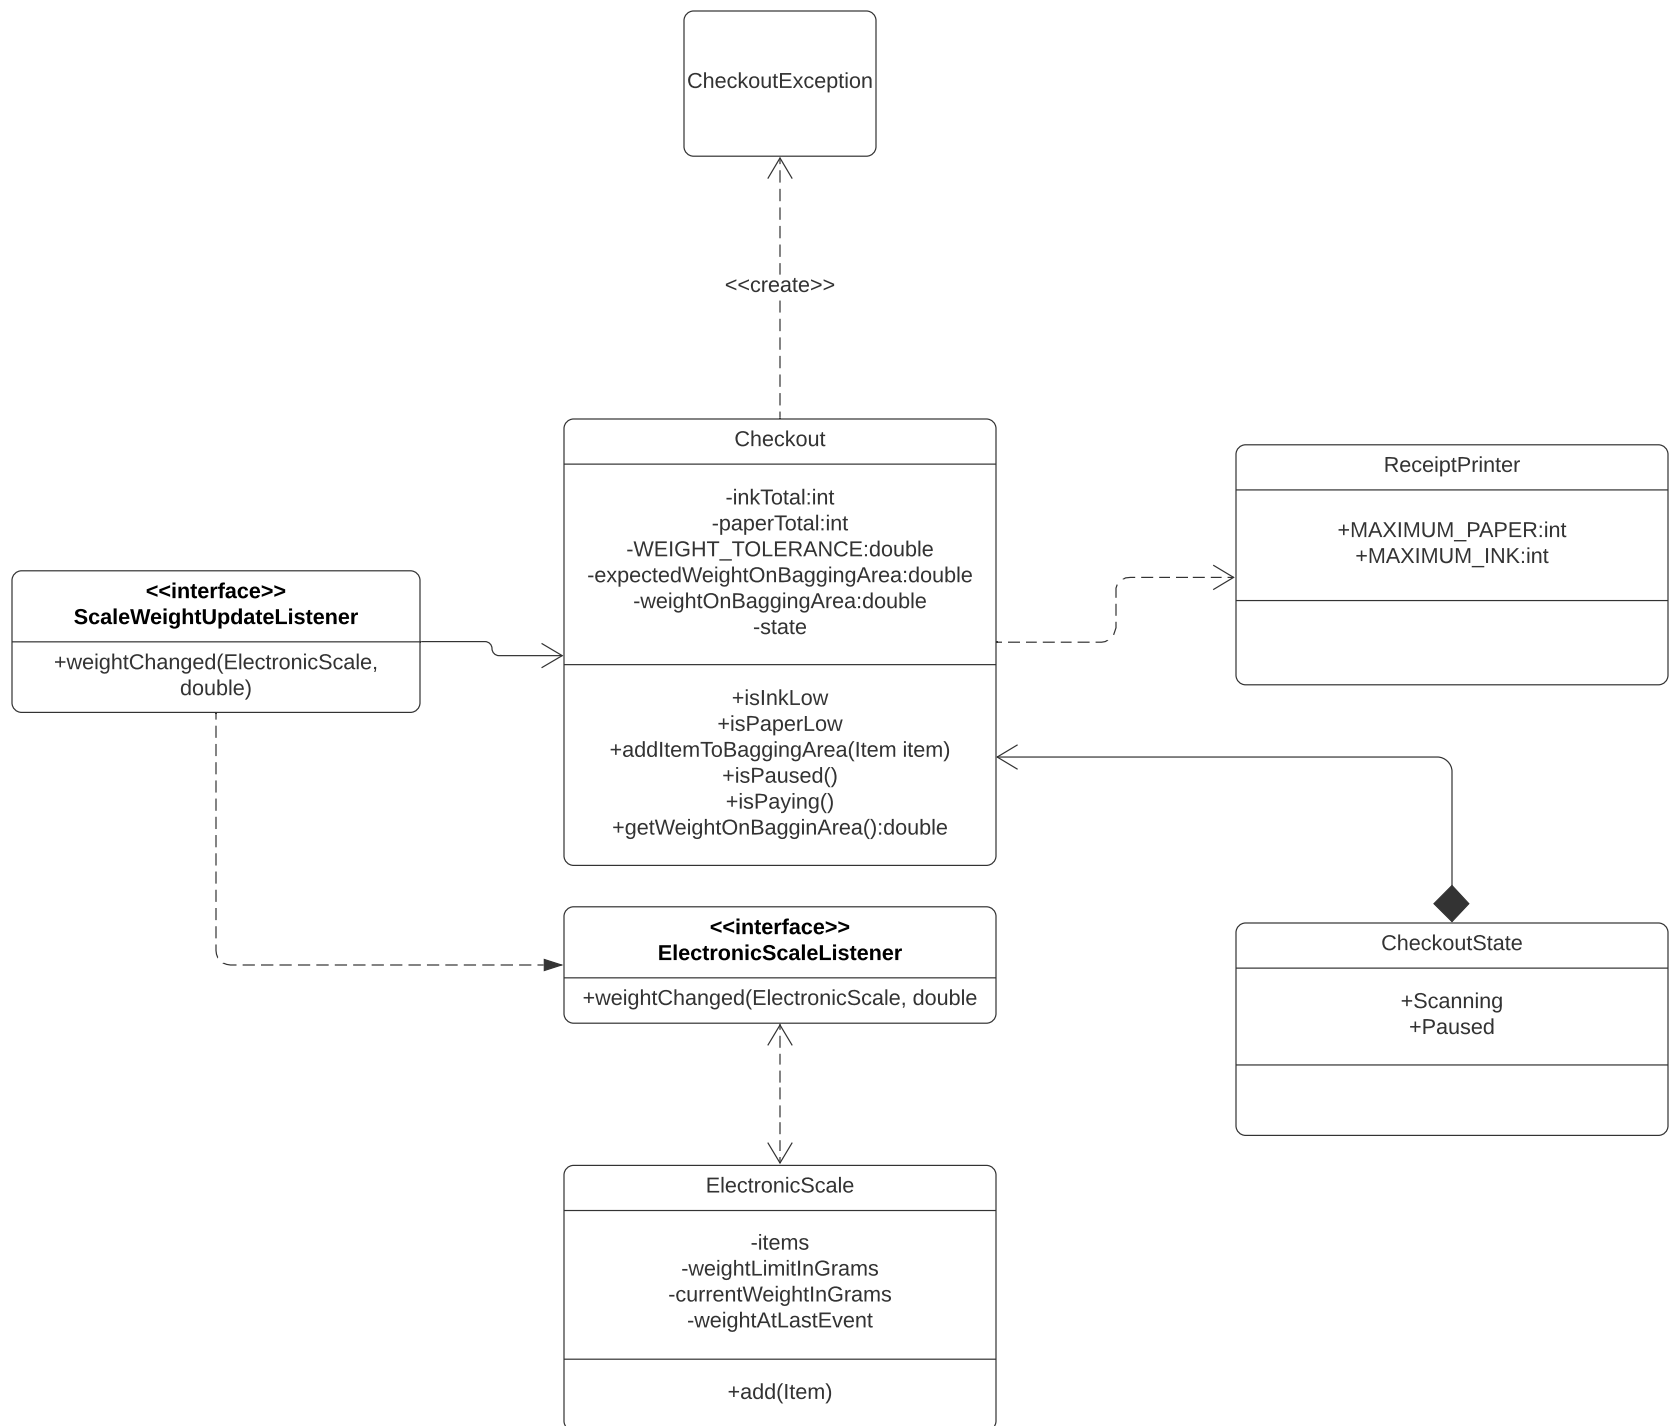 CheckoutException
<<create>>
Checkout
-inkTotal:int
-paperTotal:int
-WEIGHT_TOLERANCE:double
-expectedWeightOnBaggingArea:double
-weightOnBaggingArea:double
-state
+isInkLow
+isPaperLow
+addItemToBaggingArea(Item item)
+isPaused()
+isPaying()
+getWeightOnBagginArea():double
ReceiptPrinter
+MAXIMUM_PAPER:int
+MAXIMUM_INK:int
<<interface>>
ScaleWeightUpdateListener
+weightChanged(ElectronicScale,
double)
<<interface>>
ElectronicScaleListener
+weightChanged(ElectronicScale, double
CheckoutState
+Scanning
+Paused
ElectronicScale
-items
-weightLimitInGrams
-currentWeightInGrams
-weightAtLastEvent
+add(Item)